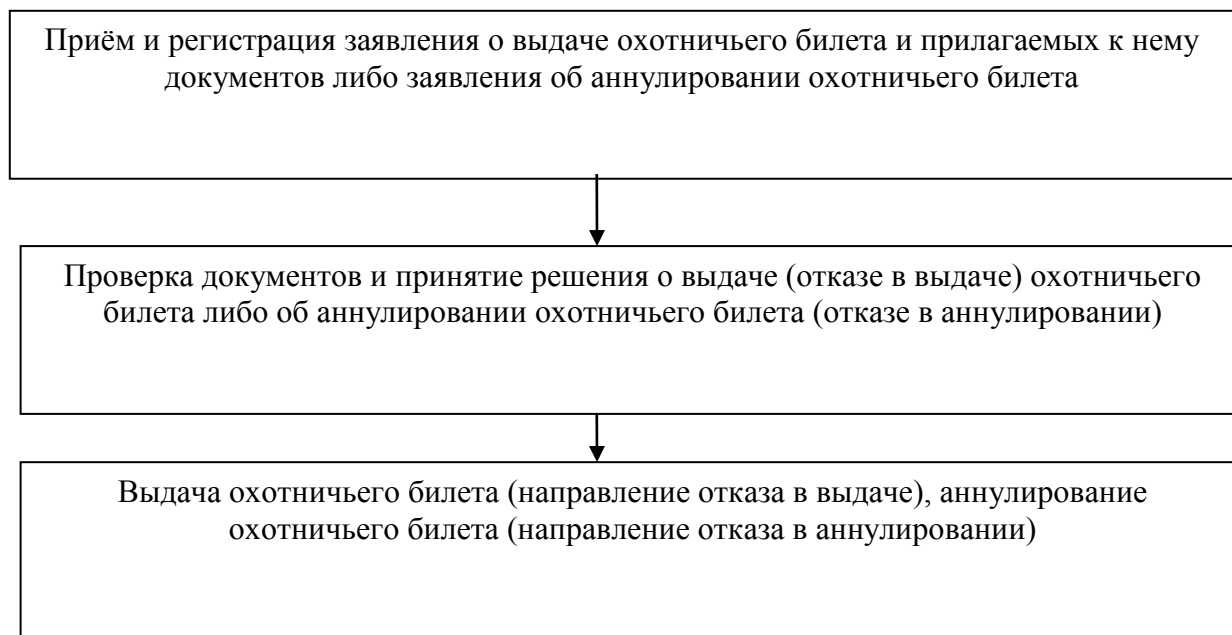 Приём и регистрация заявления о выдаче охотничьего билета и прилагаемых к нему
документов либо заявления об аннулировании охотничьего билета
Проверка документов и принятие решения о выдаче (отказе в выдаче) охотничьего
билета либо об аннулировании охотничьего билета (отказе в аннулировании)
Выдача охотничьего билета (направление отказа в выдаче), аннулирование
охотничьего билета (направление отказа в аннулировании)